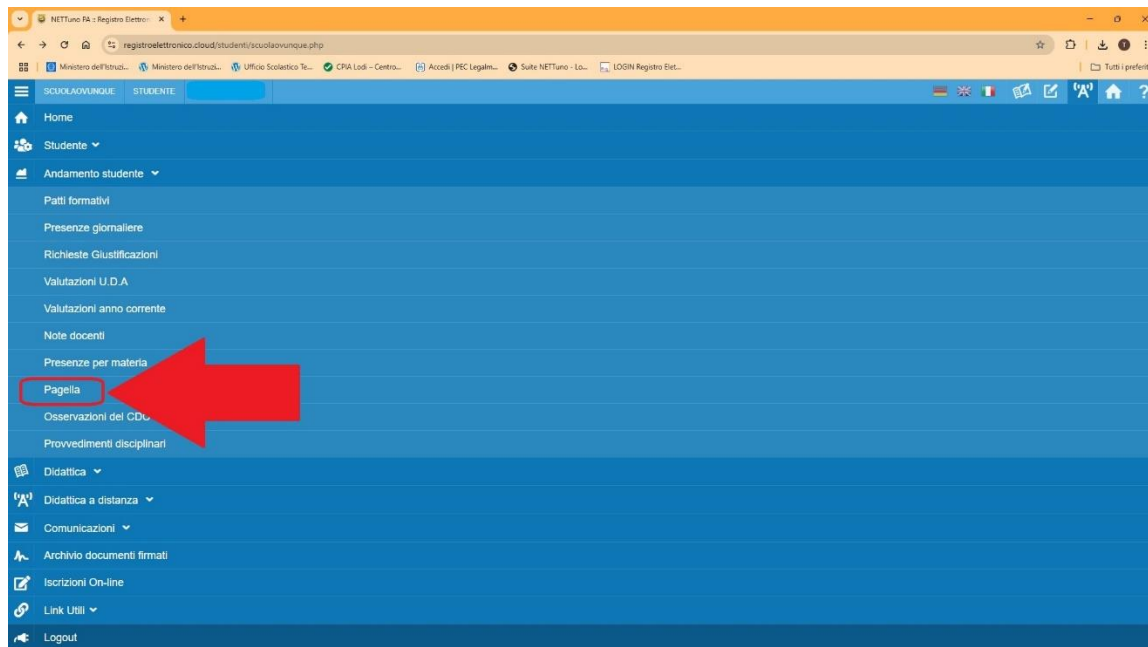 NETTuno PA :: Registro Elettron
registroelettronico.cloud/studenti/scuolaovunque.php
Ministero dell'Istruzi... Ministero dell'Istruzi... Ufficio Scolastico Te... CPIA Lodi – Centro... Accedi | PEC Legalm... Suite NETTuno - Lo... LOGIN Registro Elet... Tutti i preferit
SCUOLAOVUNQUE STUDENTE
Home
Studente
Andamento studente
Patti formativi
Presenze giornaliere
Richieste Giustificazioni
Valutazioni U.D.A
Valutazioni anno corrente
Note docenti
Presenze per materia
Pagella
Osservazioni del CDC
Provvedimenti disciplinari
Didattica
Didattica a distanza
Comunicazioni
Archivio documenti firmati
Iscrizioni On-line
Link Utili
Logout